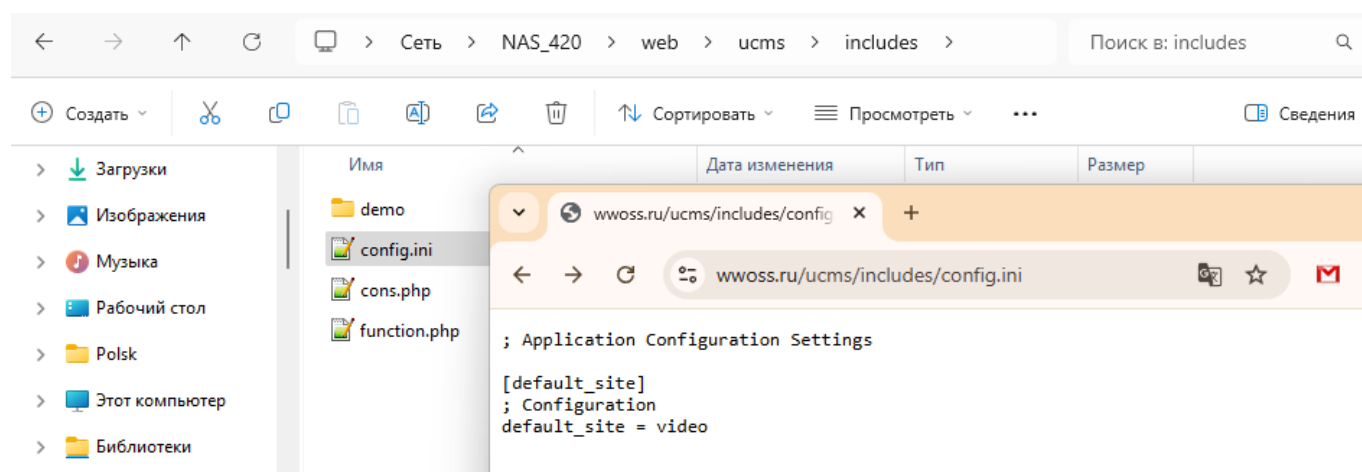 Сеть > NAS_420 > web > ucms > includes >
Поиск в: includes
Создать
Сортировать
Просмотреть
Сведения
Имя
Дата изменения
Тип
Размер
Загрузки
Изображения
Музыка
Рабочий стол
Polsk
Этот компьютер
Библиотеки
demo
config.ini
cons.php
function.php
wwoss.ru/ucms/includes/config
wwoss.ru/ucms/includes/config.ini
; Application Configuration Settings
[default_site]
; Configuration
default_site = video